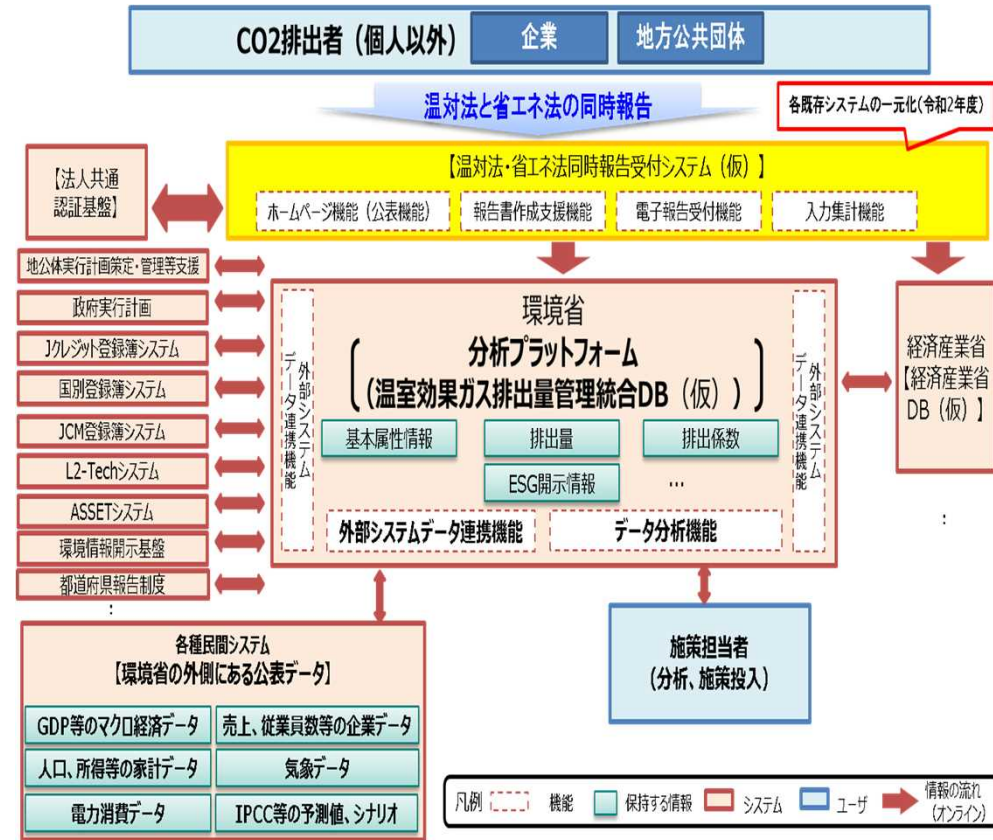 CO2排出者（個人以外）
企業
地方公共団体
温対法と省エネ法の同時報告
各既存システムの一元化(令和2年度)
【法人共通
認証基盤】
【温対法・省エネ法同時報告受付システム（仮）】
ホームページ機能（公表機能）
報告書作成支援機能
電子報告受付機能
入力集計機能
地公体実行計画策定・管理等支援
政府実行計画
Jクレジット登録簿システム
国別登録簿システム
JCM登録簿システム
L2-Techシステム
ASSETシステム
環境情報開示基盤
都道府県報告制度
：
外部システム
データ連携機能
環境省
分析プラットフォーム
（温室効果ガス排出量管理統合DB（仮））
基本属性情報
排出量
排出係数
ESG開示情報
…
外部システムデータ連携機能
データ分析機能
外部システム
データ連携機能
経済産業省
【経済産業省
DB（仮）】
：
各種民間システム
【環境省の外側にある公表データ】
GDP等のマクロ経済データ
売上、従業員数等の企業データ
人口、所得等の家計データ
気象データ
電力消費データ
IPCC等の予測値、シナリオ
施策担当者
（分析、施策投入）
凡例
機能
保持する情報
システム
ユーザ
情報の流れ
（オンライン）